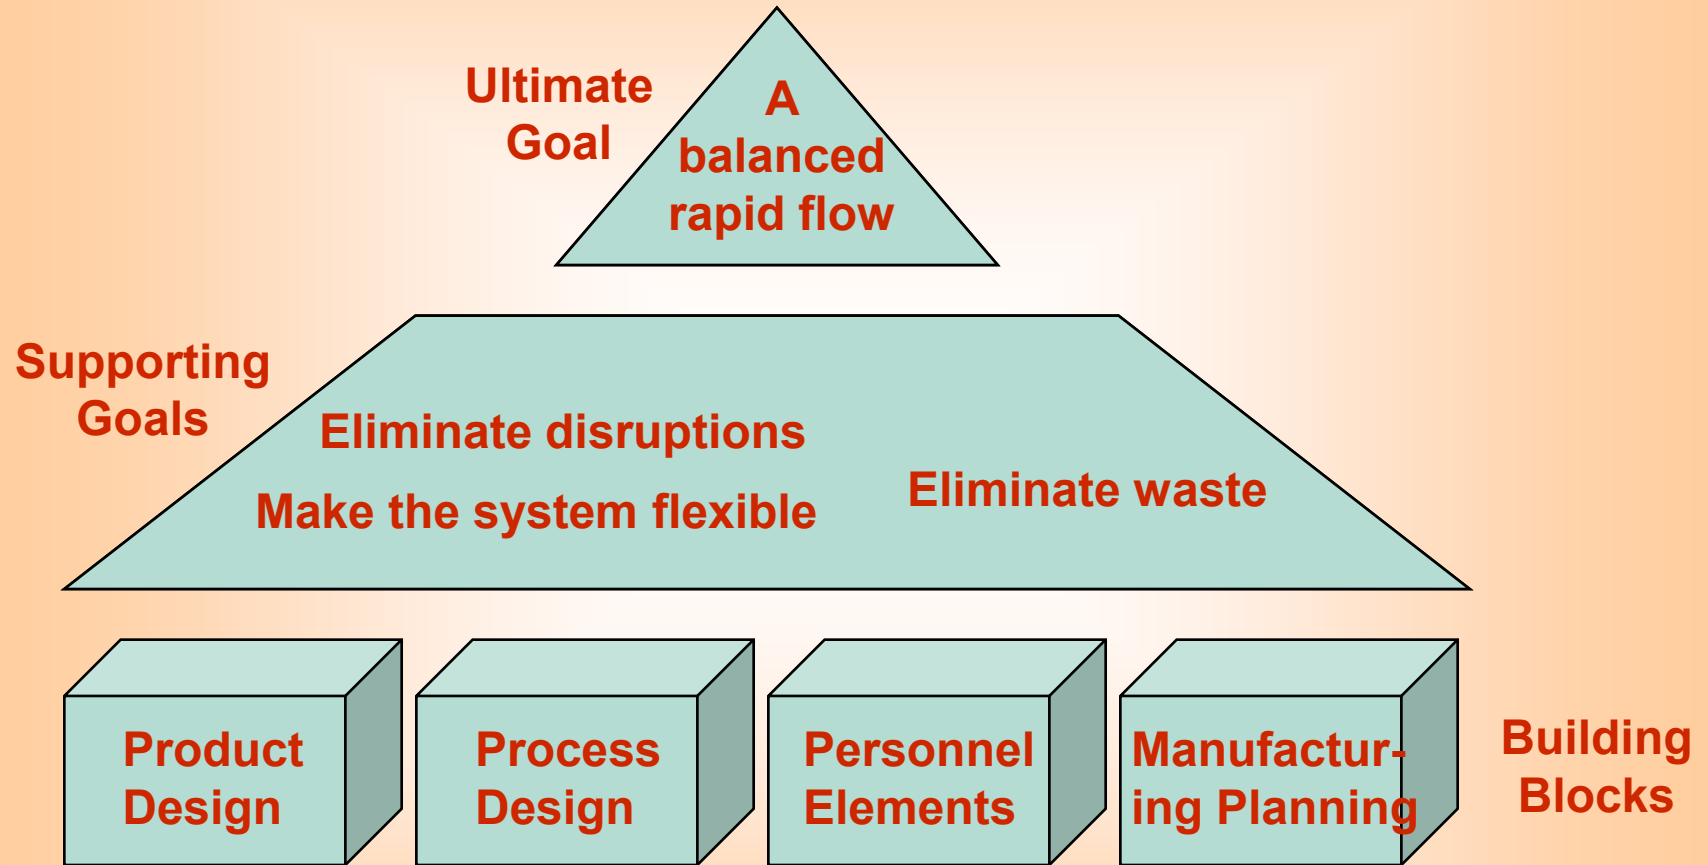 Ultimate
Goal
A
balanced
rapid flow
Supporting
Goals
Eliminate disruptions
Make the system flexible
Eliminate waste
Product
Design
Process
Design
Personnel
Elements
Manufactur-
ing Planning
Building
Blocks